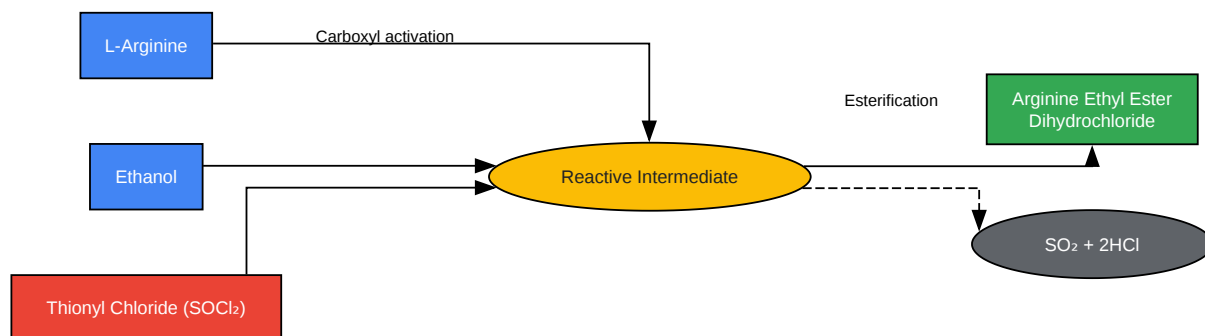 L-Arginine
Carboxyl activation
Esterification
Arginine Ethyl Ester
Dihydrochloride
Ethanol
Reactive Intermediate
SO₂ + 2HCl
Thionyl Chloride (SOCl₂)